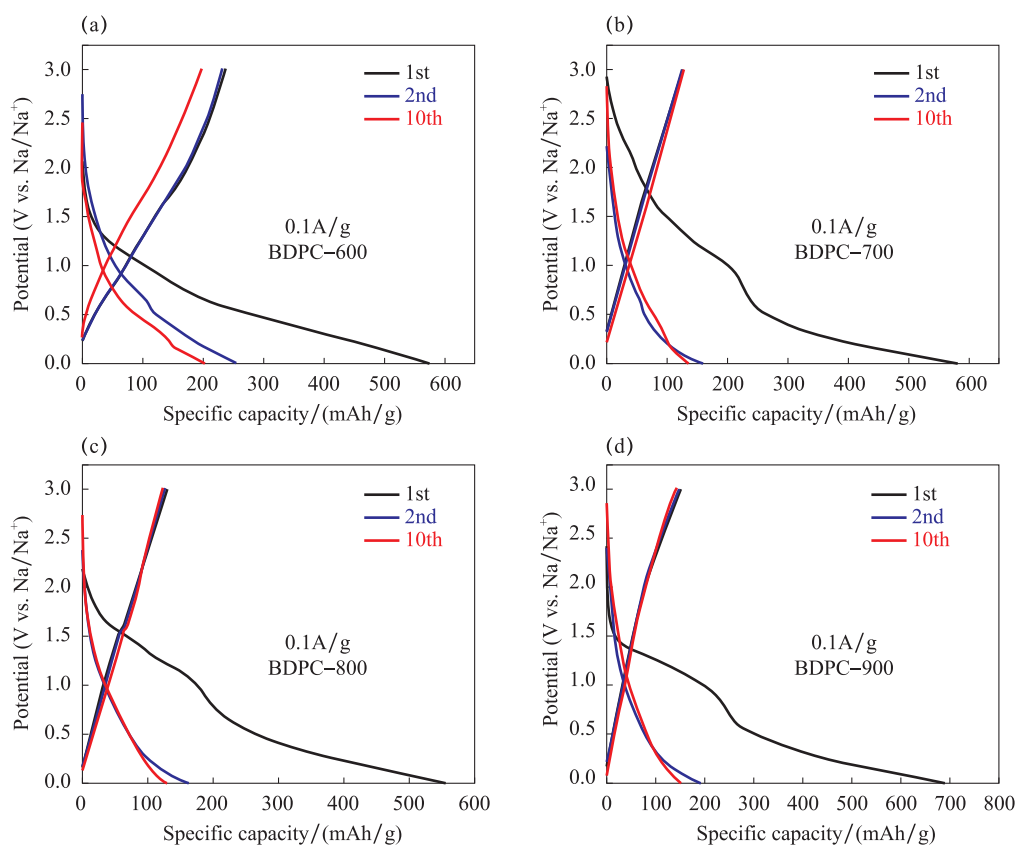 (a)
3.0
2.5
2.0
1.5
1.0
0.5
0.0
Potential (V vs. Na/Na⁺)
1st
2nd
10th
0.1A/g
BDPC−600
0 100 200 300 400 500 600
Specific capacity/(mAh/g)
(b)
3.0
2.5
2.0
1.5
1.0
0.5
0.0
Potential (V vs. Na/Na⁺)
1st
2nd
10th
0.1A/g
BDPC−700
0 100 200 300 400 500 600
Specific capacity/(mAh/g)
(c)
3.0
2.5
2.0
1.5
1.0
0.5
0.0
Potential (V vs. Na/Na⁺)
1st
2nd
10th
0.1A/g
BDPC−800
0 100 200 300 400 500 600
Specific capacity/(mAh/g)
(d)
3.0
2.5
2.0
1.5
1.0
0.5
0.0
Potential (V vs. Na/Na⁺)
1st
2nd
10th
0.1A/g
BDPC−900
0 100 200 300 400 500 600 700 800
Specific capacity/(mAh/g)